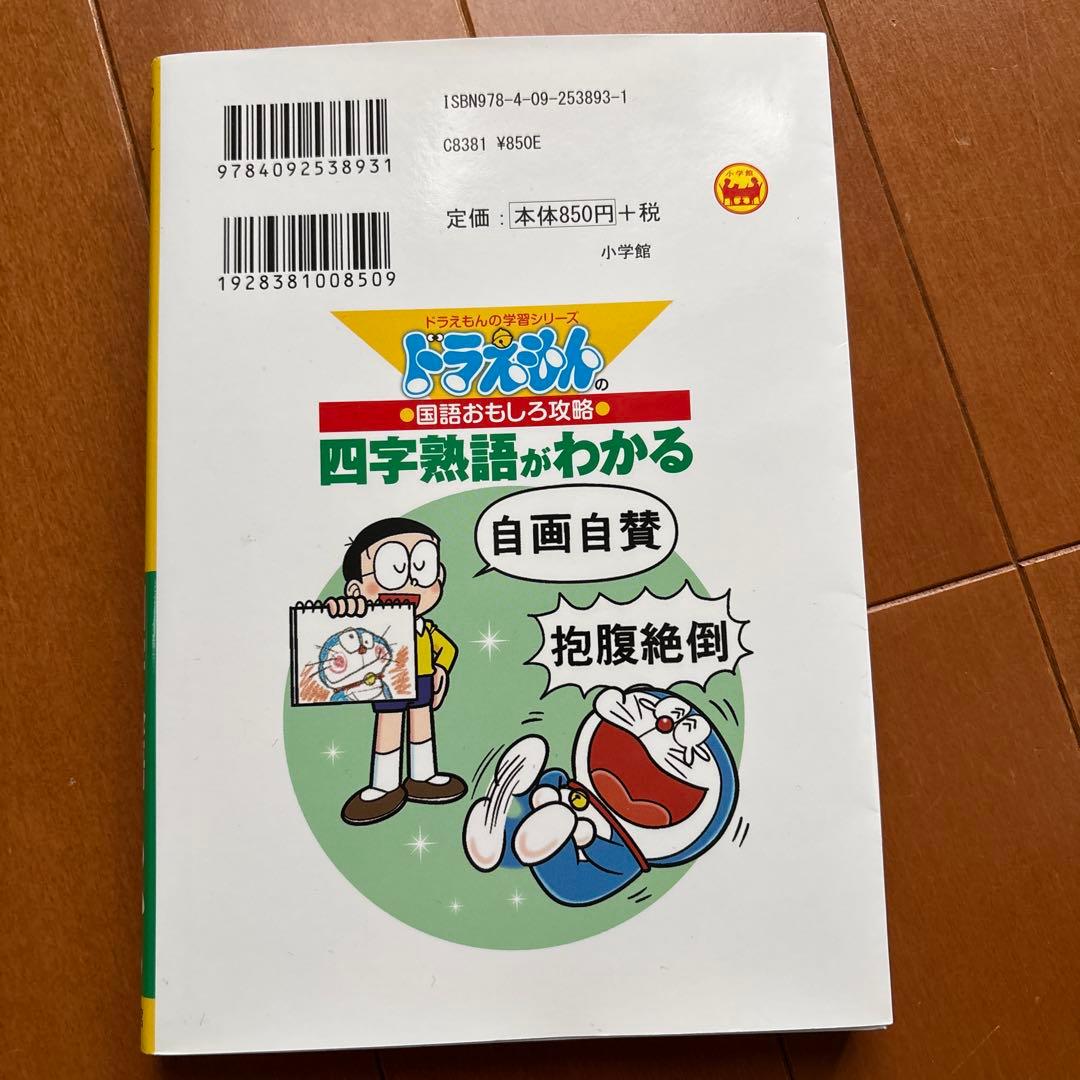 ISBN978-4-09-253893-1
9784092538931
C8381 ¥850E
小学館
定価：本体850円+税
小学館
1928381008509
ドラえもんの学習シリーズ
ドラえもんの
●国語おもしろ攻略●
四字熟語がわかる
自画自賛
抱腹絶倒